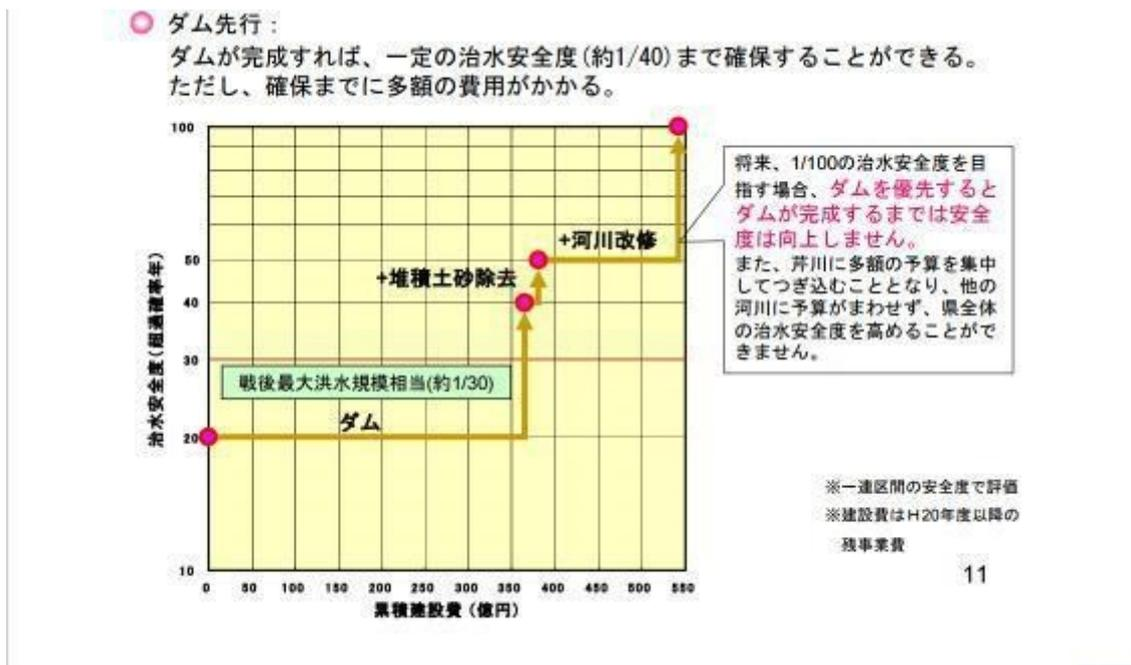 ダム先行：
ダムが完成すれば、一定の治水安全度(約1/40)まで確保することができる。
ただし、確保までに多額の費用がかかる。
将来、1/100の治水安全度を目
指す場合、ダムを優先すると
ダムが完成するまでは安全
度は向上しません。
また、芹川に多額の予算を集中
してつぎ込むこととなり、他の
河川に予算がまわせず、県全体
の治水安全度を高めることがで
きません。
治水安全度(超過確率年)
100
50
40
30
20
10
+河川改修
+堆積土砂除去
戦後最大洪水規模相当(約1/30)
ダム
0 50 100 150 200 250 300 350 400 450 500 550
累積建設費（億円）
※一連区間の安全度で評価
※建設費はH20年度以降の
残事業費
11